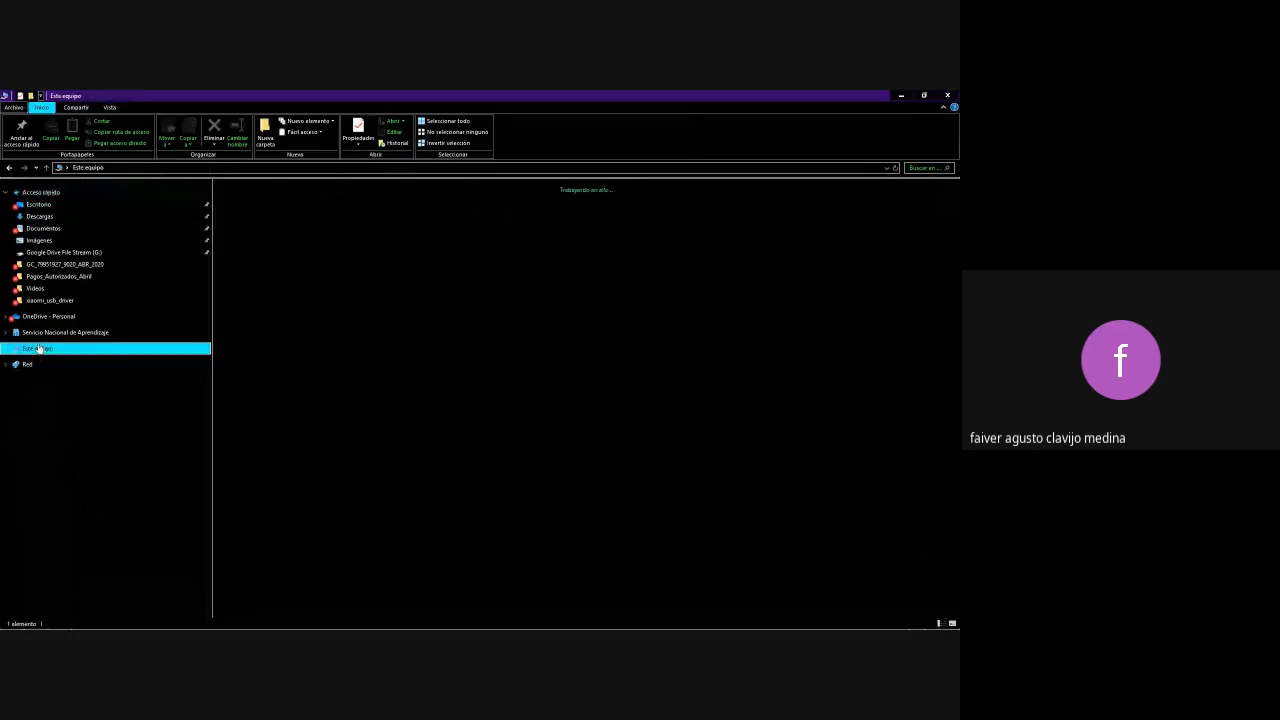 Este equipo
Archivo Inicio Compartir Vista
Anclar al acceso rápido
Copiar
Pegar
Cortar
Copiar ruta de acceso
Pegar acceso directo
Portapapeles
Mover a
Copiar a
Eliminar
Cambiar nombre
Organizar
Nueva carpeta
Nuevo elemento
Fácil acceso
Nuevo
Propiedades
Abrir
Editar
Historial
Abrir
Seleccionar todo
No seleccionar ninguno
Invertir selección
Seleccionar
Este equipo
Buscar en ...
Trabajando en ello...
Acceso rápido
Escritorio
Descargas
Documentos
Imágenes
Google Drive File Stream (G:)
GC_79951927_9020_ABR_2020
Pagos_Autorizados_Abril
Videos
xiaomi_usb_driver
OneDrive - Personal
Servicio Nacional de Aprendizaje
Red
1 elemento
f
faiver agusto clavijo medina